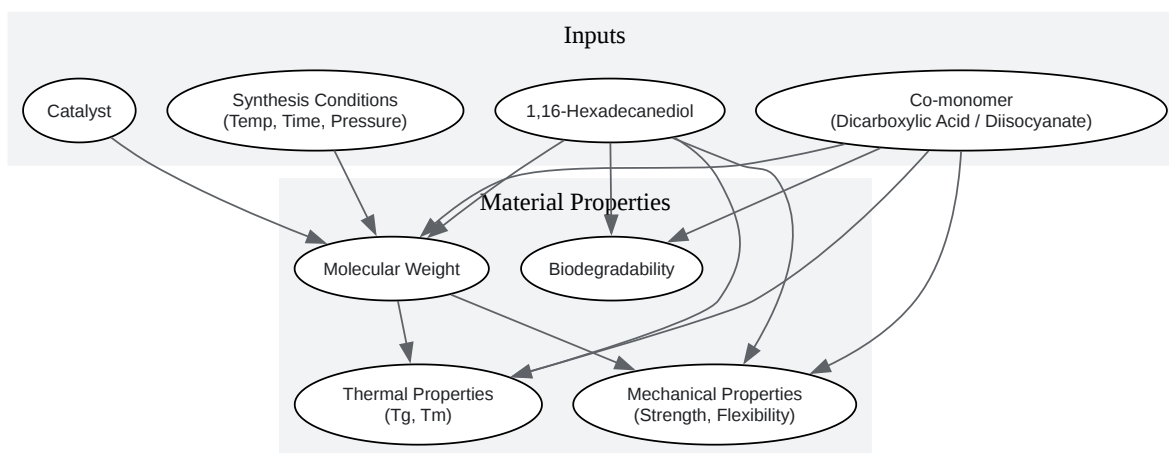 Inputs
Catalyst
Synthesis Conditions
(Temp, Time, Pressure)
1,16-Hexadecanediol
Co-monomer
(Dicarboxylic Acid / Diisocyanate)
Material Properties
Molecular Weight
Biodegradability
Thermal Properties
(Tg, Tm)
Mechanical Properties
(Strength, Flexibility)